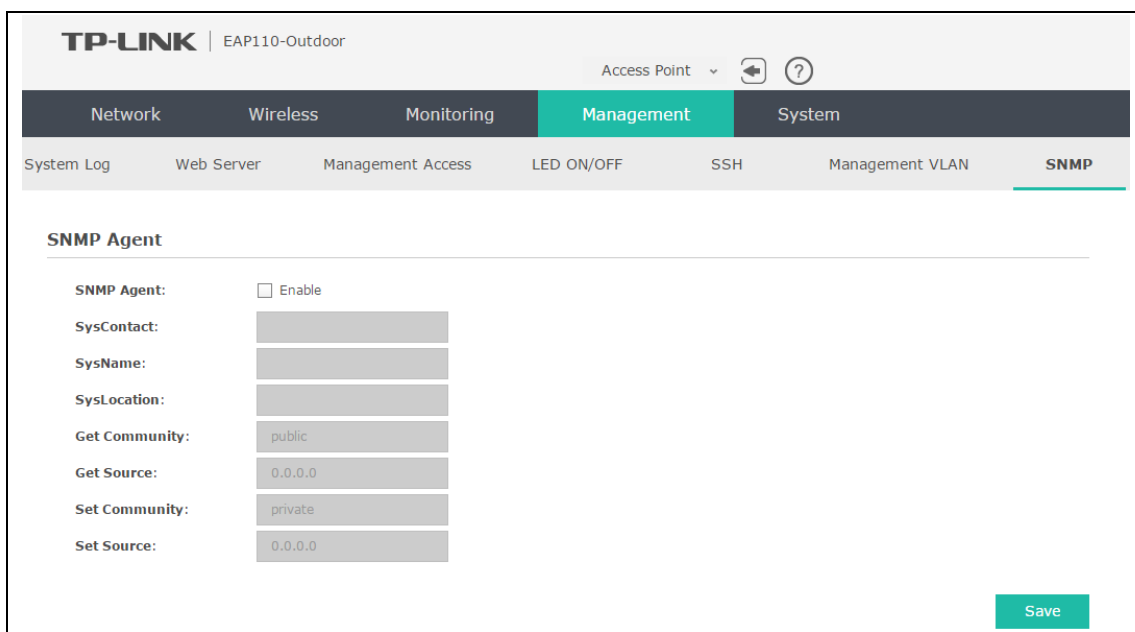 TP-LINK | EAP110-Outdoor
Access Point
?
Network Wireless Monitoring Management System
System Log Web Server Management Access LED ON/OFF SSH Management VLAN SNMP
SNMP Agent
SNMP Agent: Enable
SysContact:
SysName:
SysLocation:
Get Community: public
Get Source: 0.0.0.0
Set Community: private
Set Source: 0.0.0.0
Save